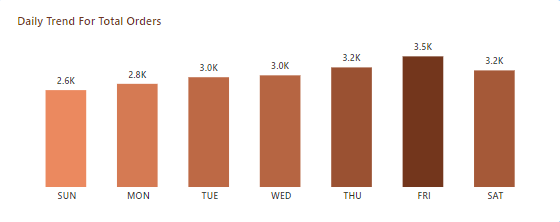 Daily Trend For Total Orders
2.6K 2.8K 3.0K 3.0K 3.2K 3.5K 3.2K
SUN MON TUE WED THU FRI SAT